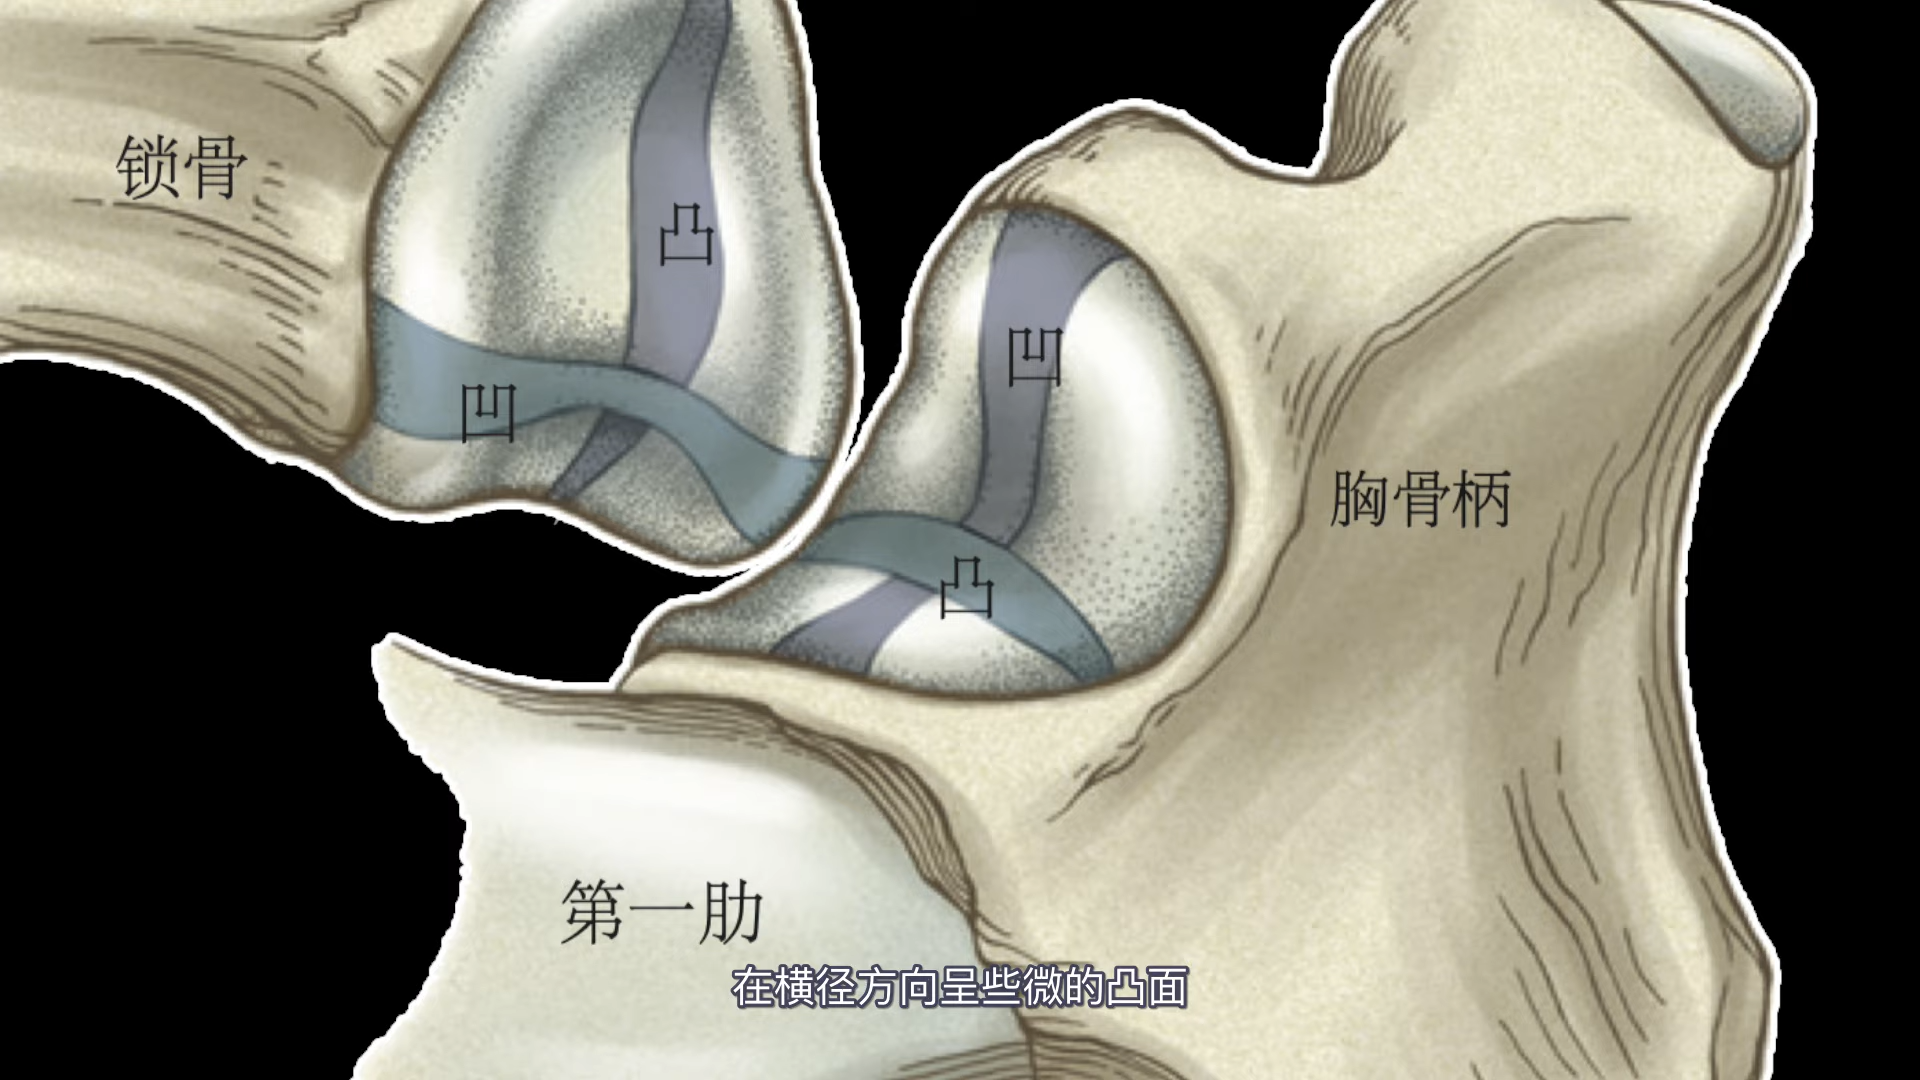 锁骨
凸
凹
凹
胸骨柄
凸
第一肋
在横径方向呈些微的凸面